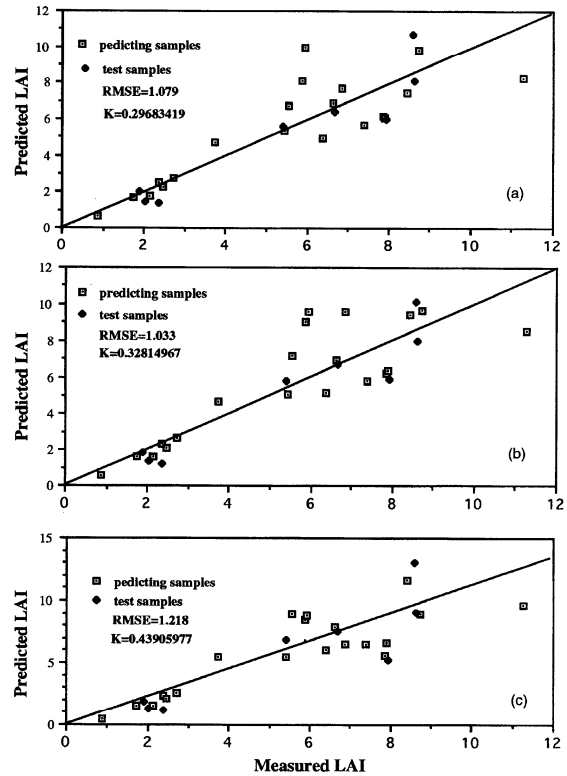 12
10
8
6
4
2
0
Predicted LAI
pedicting samples
test samples
RMSE=1.079
K=0.29683419
(a)
0 2 4 6 8 10 12
12
10
8
6
4
2
0
Predicted LAI
predicting samples
test samples
RMSE=1.033
K=0.32814967
(b)
0 2 4 6 8 10 12
15
10
5
0
Predicted LAI
predicting samples
test samples
RMSE=1.218
K=0.43905977
(c)
0 2 4 6 8 10 12
Measured LAI